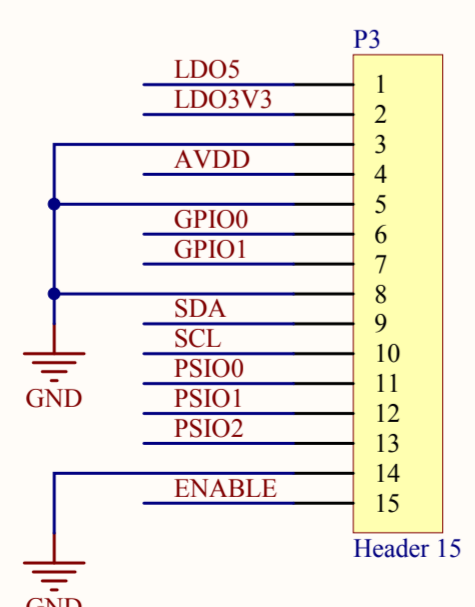 P3
LDO5 1
LDO3V3 2
3
AVDD 4
5
GPIO0 6
GPIO1 7
8
SDA 9
SCL 10
PSIO0 11
GND
PSIO1 12
PSIO2 13
14
ENABLE 15
Header 15
GND